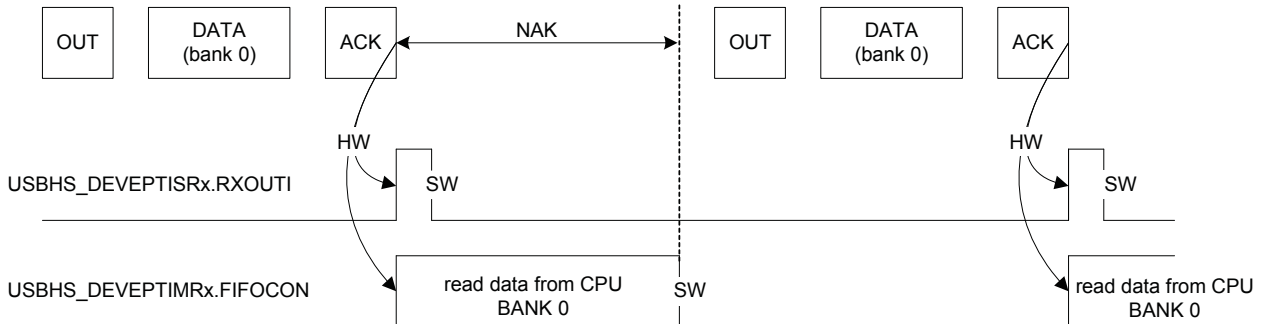 OUT
DATA
(bank 0)
ACK
NAK
OUT
DATA
(bank 0)
ACK
HW
HW
USBHS_DEVEPTISRx.RXOUTI
SW
SW
USBHS_DEVEPTIMRx.FIFOCON
read data from CPU
BANK 0
SW
read data from CPU
BANK 0